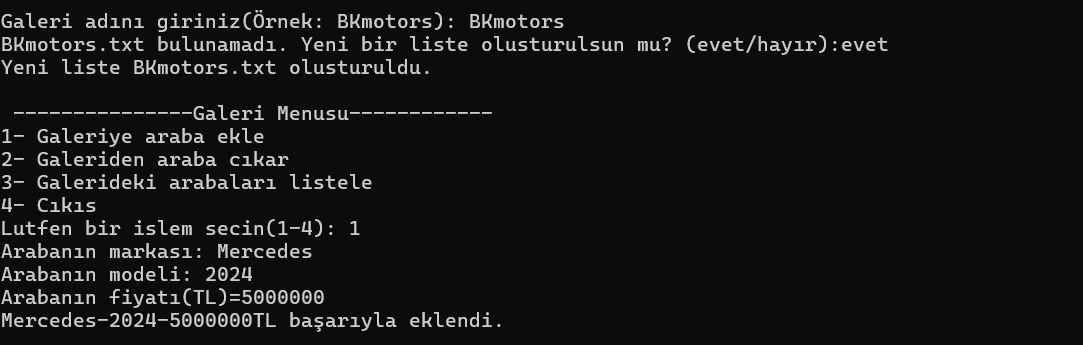 Galeri adını giriniz(Örnek: BKmotors): BKmotors
BKmotors.txt bulunamadı. Yeni bir liste olusturulsun mu? (evet/hayır):evet
Yeni liste BKmotors.txt olusturuldu.
---------------Galeri Menusu------------
1- Galeriye araba ekle
2- Galeriden araba cıkar
3- Galerideki arabaları listele
4- Cıkıs
Lutfen bir islem secin(1-4): 1
Arabanın markası: Mercedes
Arabanın modeli: 2024
Arabanın fiyatı(TL)=5000000
Mercedes-2024-5000000TL başarıyla eklendi.